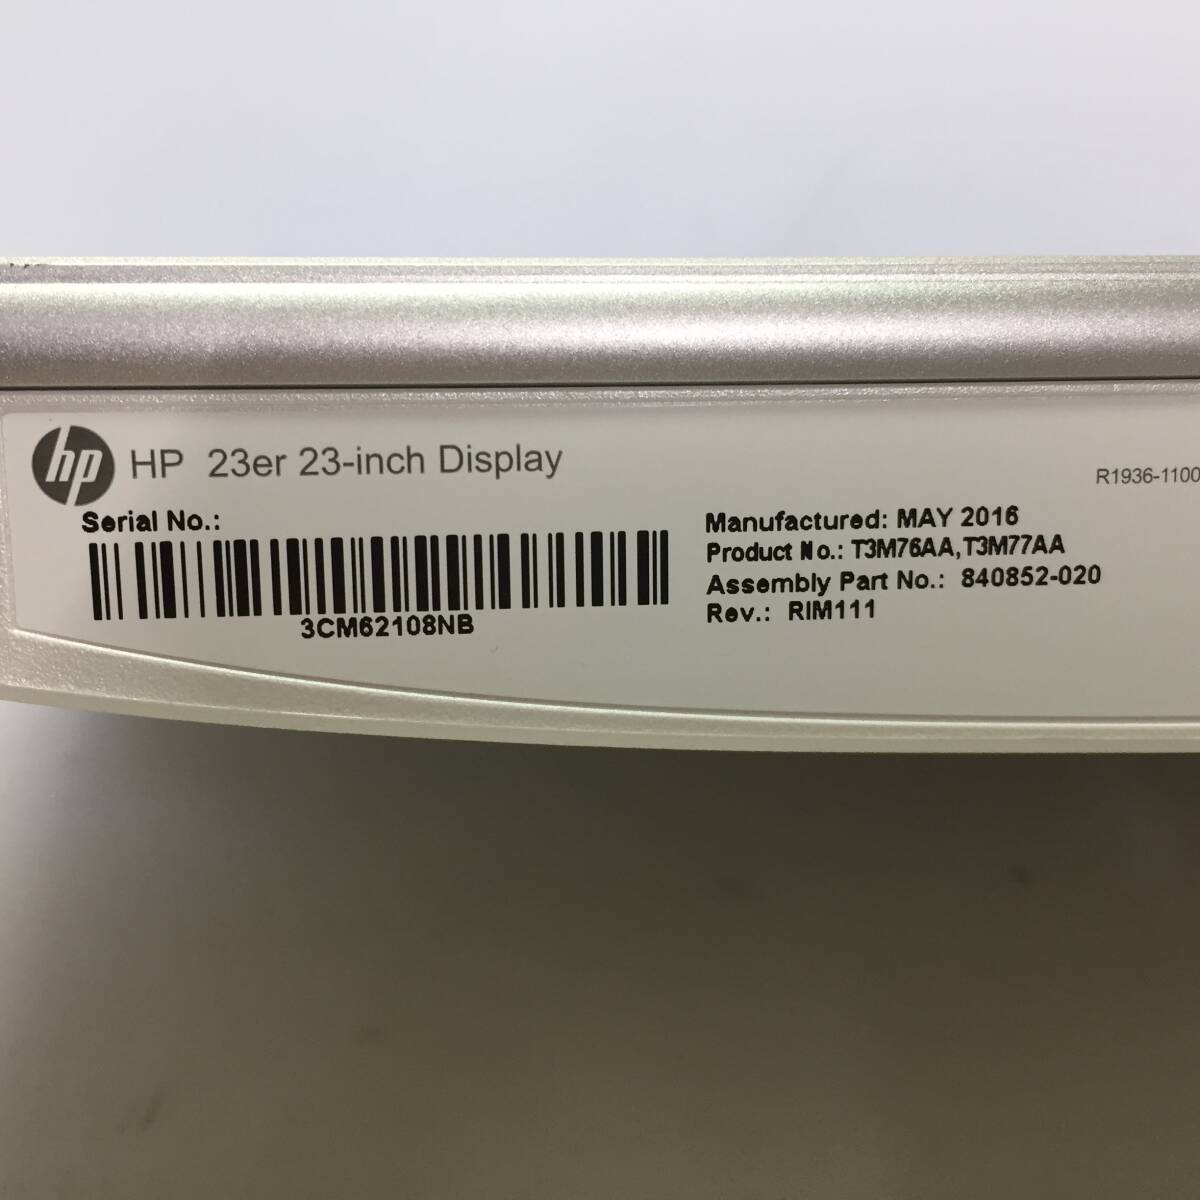 hp HP 23er 23-inch Display
R1936-1100
Serial No.:
3CM62108NB
Manufactured: MAY 2016
Product No.: T3M76AA,T3M77AA
Assembly Part No.: 840852-020
Rev.: RIM111